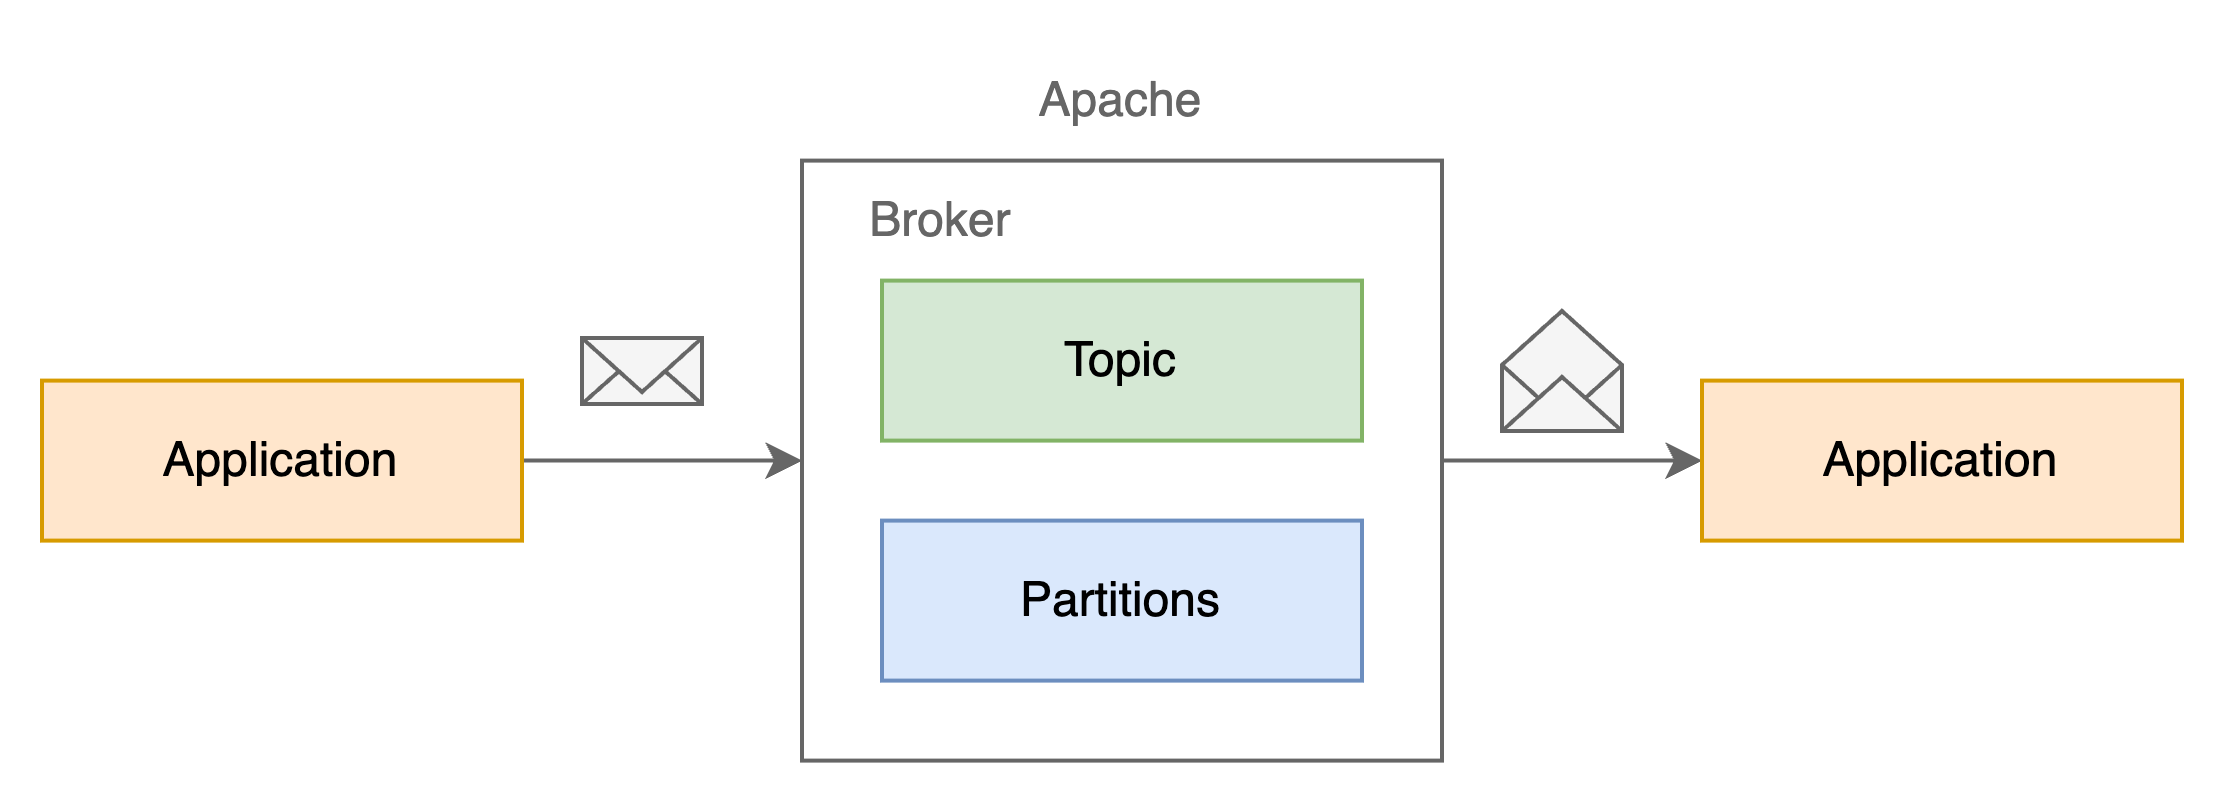 Apache
Broker
Topic
Application
Application
Partitions